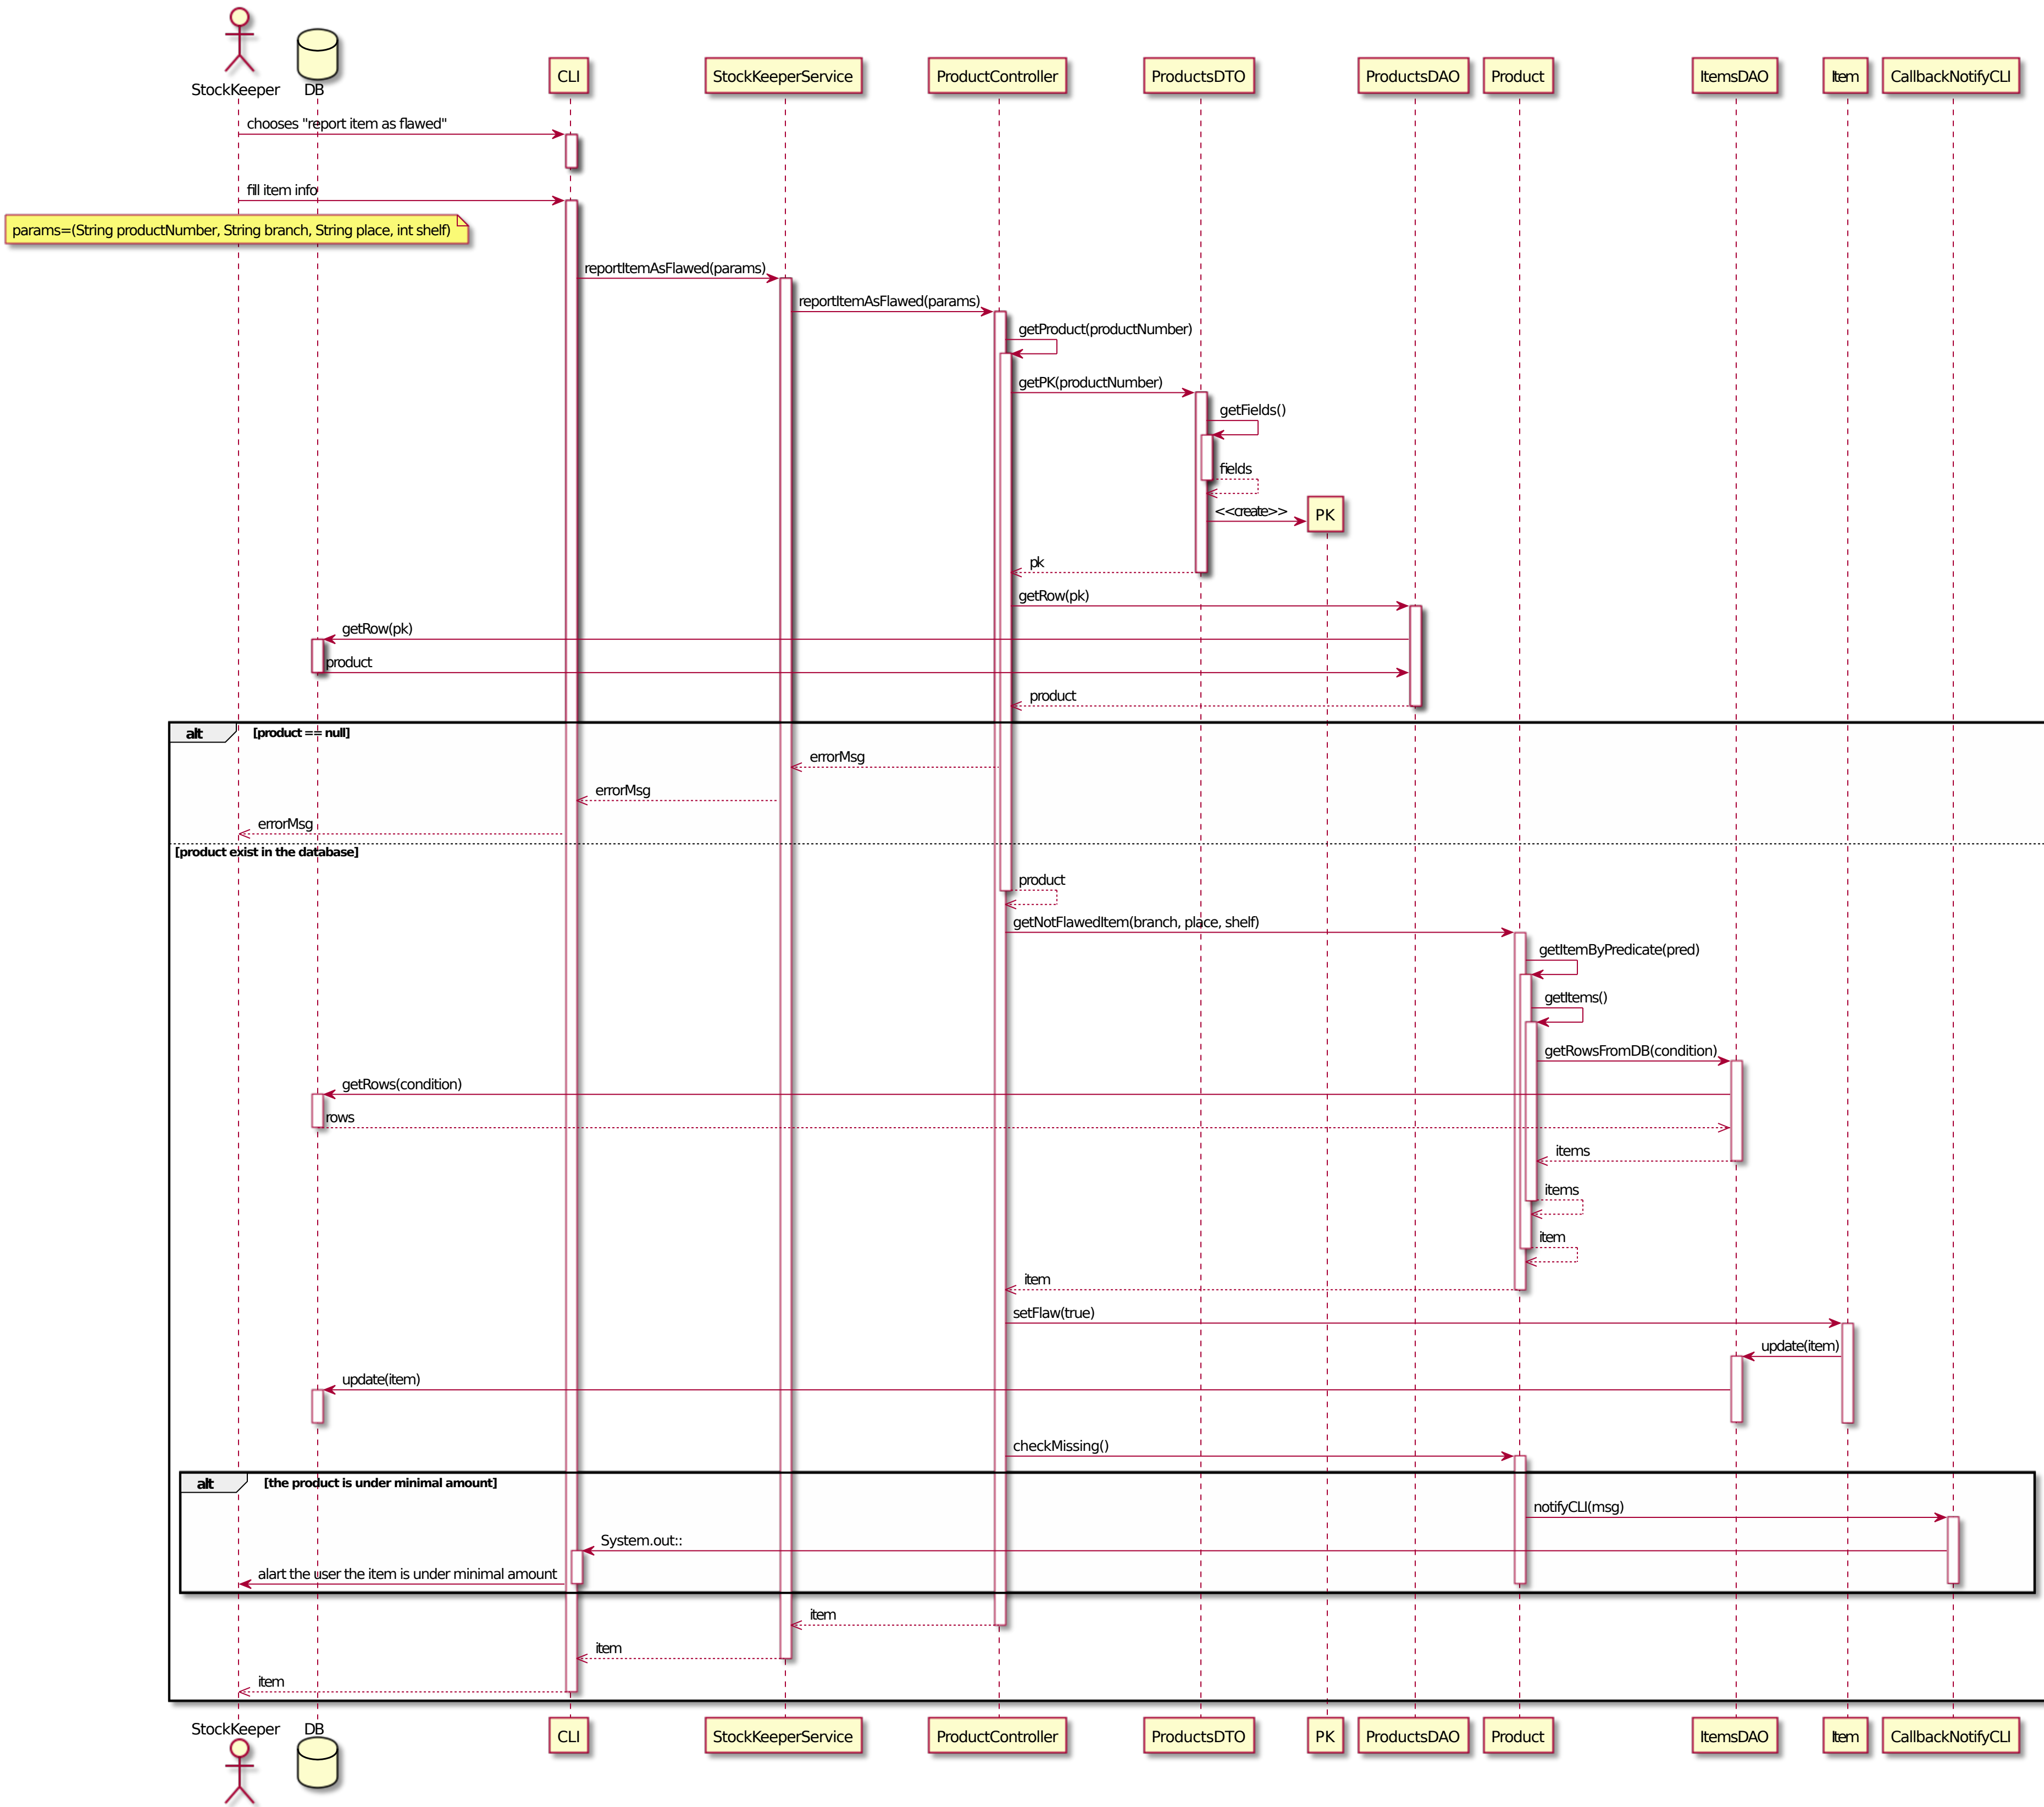 StockKeeper
DB
CLI
StockKeeperService
ProductController
ProductsDTO
ProductsDAO
Product
ItemsDAO
Item
CallbackNotifyCLI
chooses "report item as flawed"
fill item info
params=(String productNumber, String branch, String place, int shelf)
reportItemAsFlawed(params)
reportItemAsFlawed(params)
getProduct(productNumber)
getPK(productNumber)
getFields()
fields
<<create>>
PK
pk
getRow(pk)
getRow(pk)
product
product
alt
[product == null]
errorMsg
errorMsg
errorMsg
[product exist in the database]
product
getNotFlawedItem(branch, place, shelf)
getItemByPredicate(pred)
getItems()
getRowsFromDB(condition)
getRows(condition)
rows
items
items
item
item
setFlaw(true)
update(item)
update(item)
checkMissing()
alt
[the product is under minimal amount]
notifyCLI(msg)
System.out::
alart the user the item is under minimal amount
item
item
item
StockKeeper
DB
CLI
StockKeeperService
ProductController
ProductsDTO
PK
ProductsDAO
Product
ItemsDAO
Item
CallbackNotifyCLI